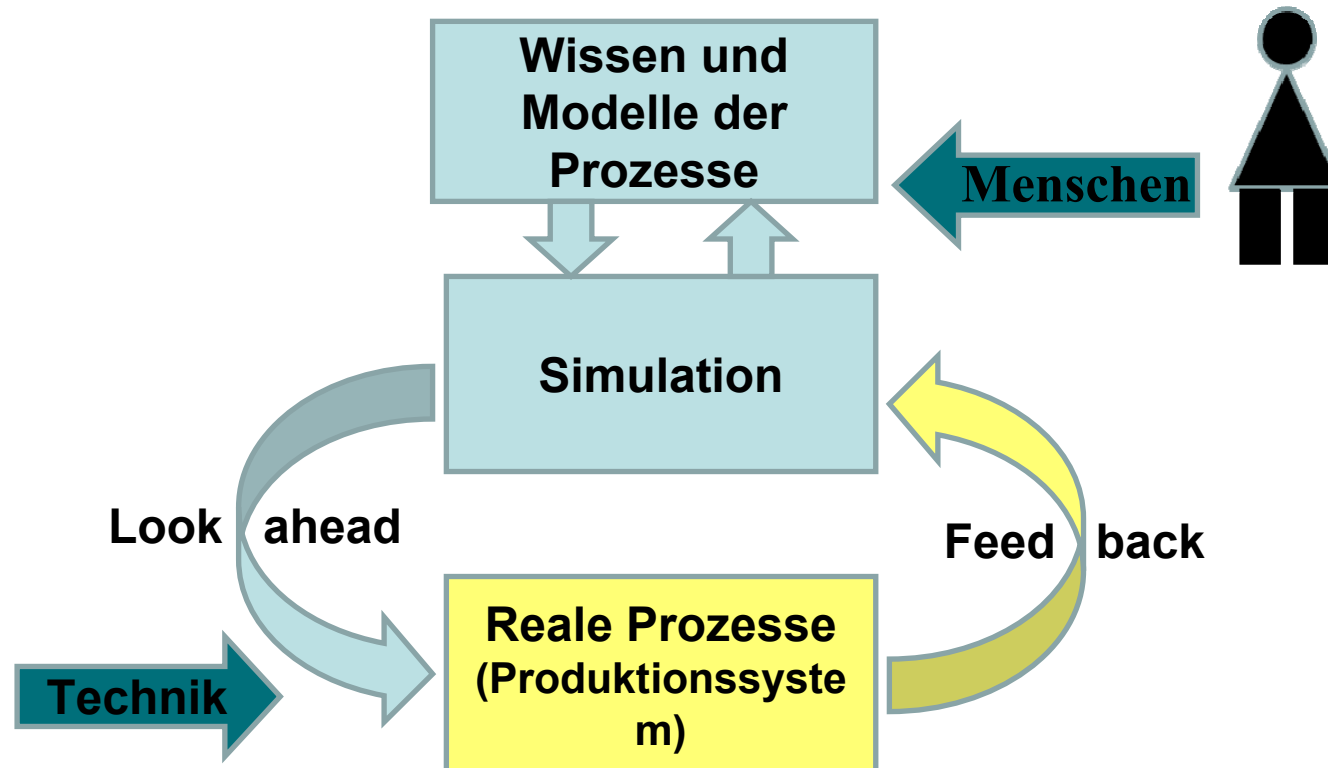 Wissen und
Modelle der
Prozesse
Menschen
Simulation
Look ahead
Feed back
Reale Prozesse
(Produktionssyste
m)
Technik